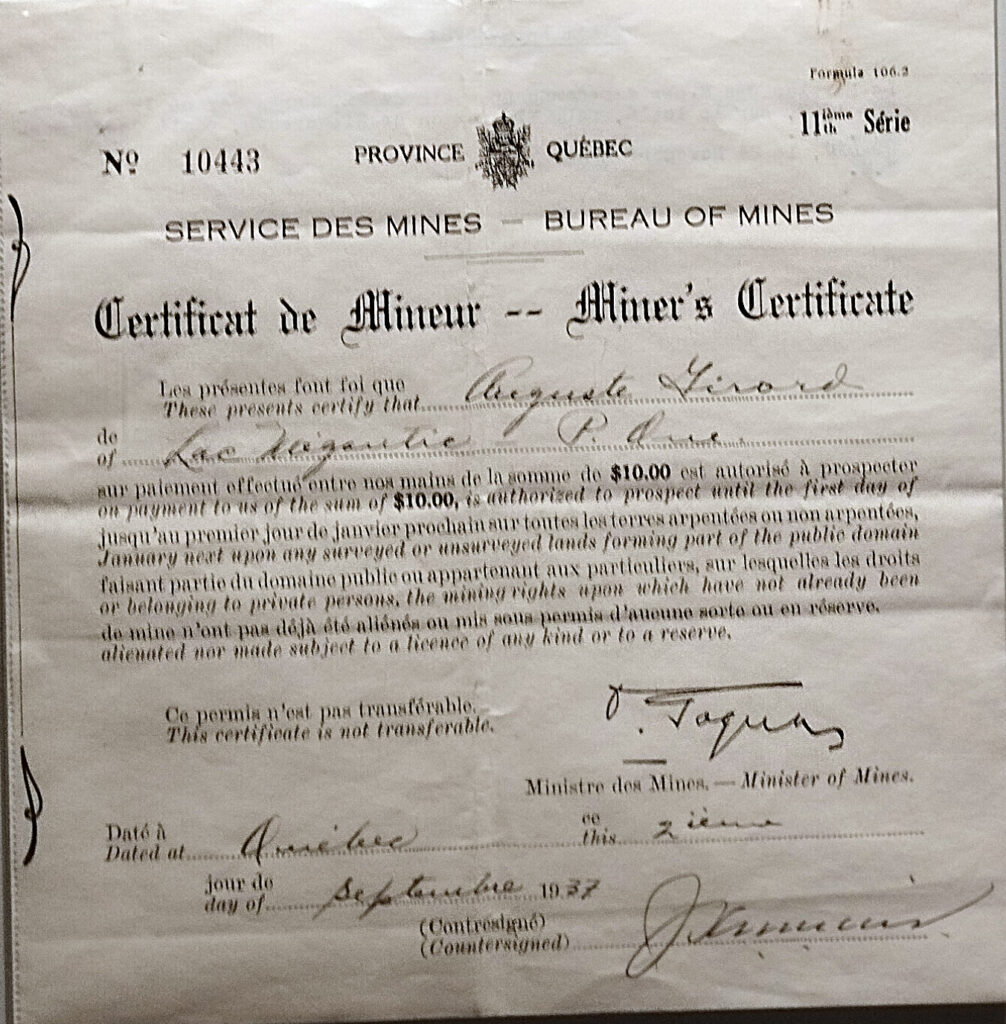 Formula 106.2
11ième th Série
Nº 10443 PROVINCE QUÉBEC
SERVICE DES MINES — BUREAU OF MINES
Certificat de Mineur -- Miner's Certificate
Les présentes font foi que
These presents certify that Auguste Girard
de
of Lac Mégantic - P. Que.
sur paiement effectué entre nos mains de la somme de $10.00 est autorisé à prospecter
on payment to us of the sum of $10.00, is authorized to prospect until the first day of
jusqu'au premier jour de janvier prochain sur toutes les terres arpentées ou non arpentées,
January next upon any surveyed or unsurveyed lands forming part of the public domain
faisant partie du domaine public ou appartenant aux particuliers, sur lesquelles les droits
or belonging to private persons, the mining rights upon which have not already been
de mine n'ont pas déjà été aliénés ou mis sous permis d'aucune sorte ou en réserve.
alienated nor made subject to a licence of any kind or to a reserve.
Ce permis n'est pas transférable.
This certificate is not transferable.
Ministre des Mines. — Minister of Mines.
Daté à
Dated at Québec
ce
this 2ième
jour de
day of septembre 1937
(Contresigné)
(Countersigned)